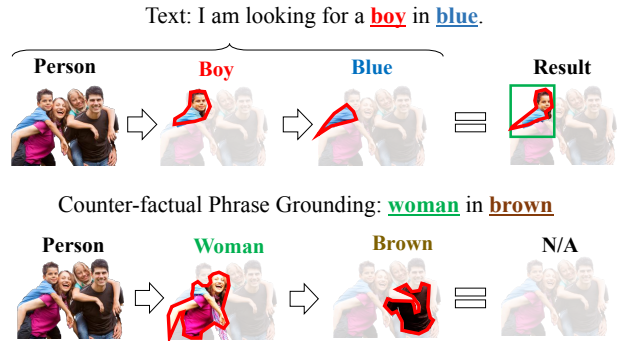 Text: I am looking for a boy in blue.
Person Boy Blue Result
Counter-factual Phrase Grounding: woman in brown
Person Woman Brown N/A